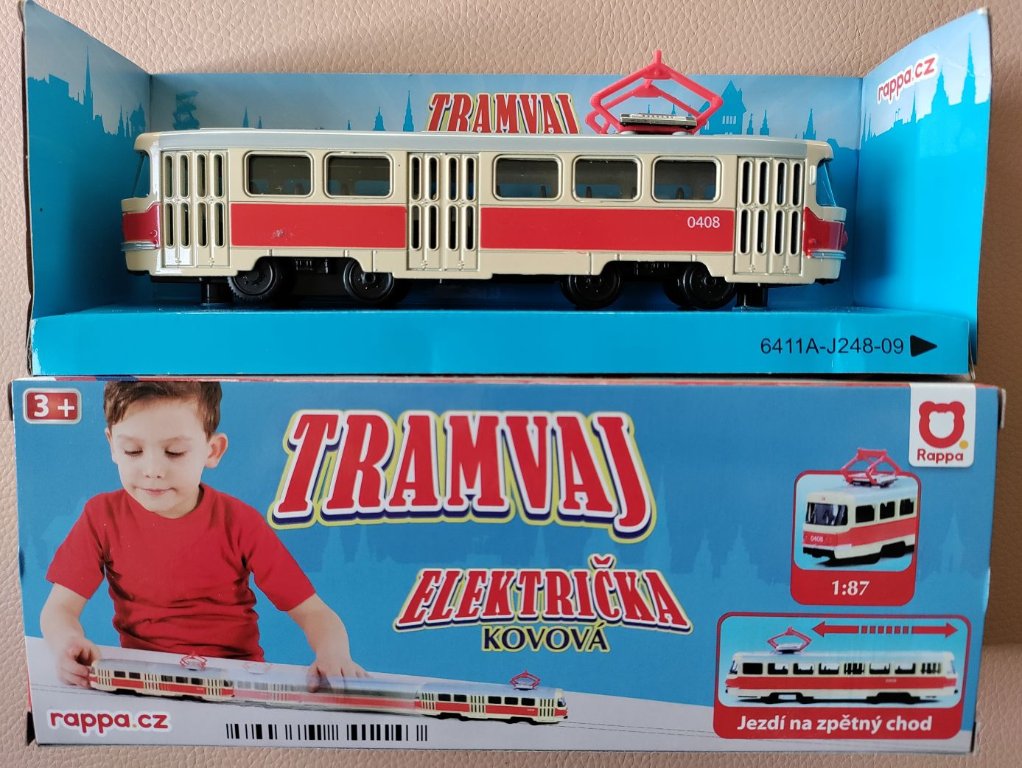 TRAMVAJ
rappa.cz
0408
6411A-J248-09
3+
TRAMVAJ
Rappa
ELEKTRIČKA
KOVOVÁ
0408
1:87
Jezdí na zpětný chod
rappa.cz